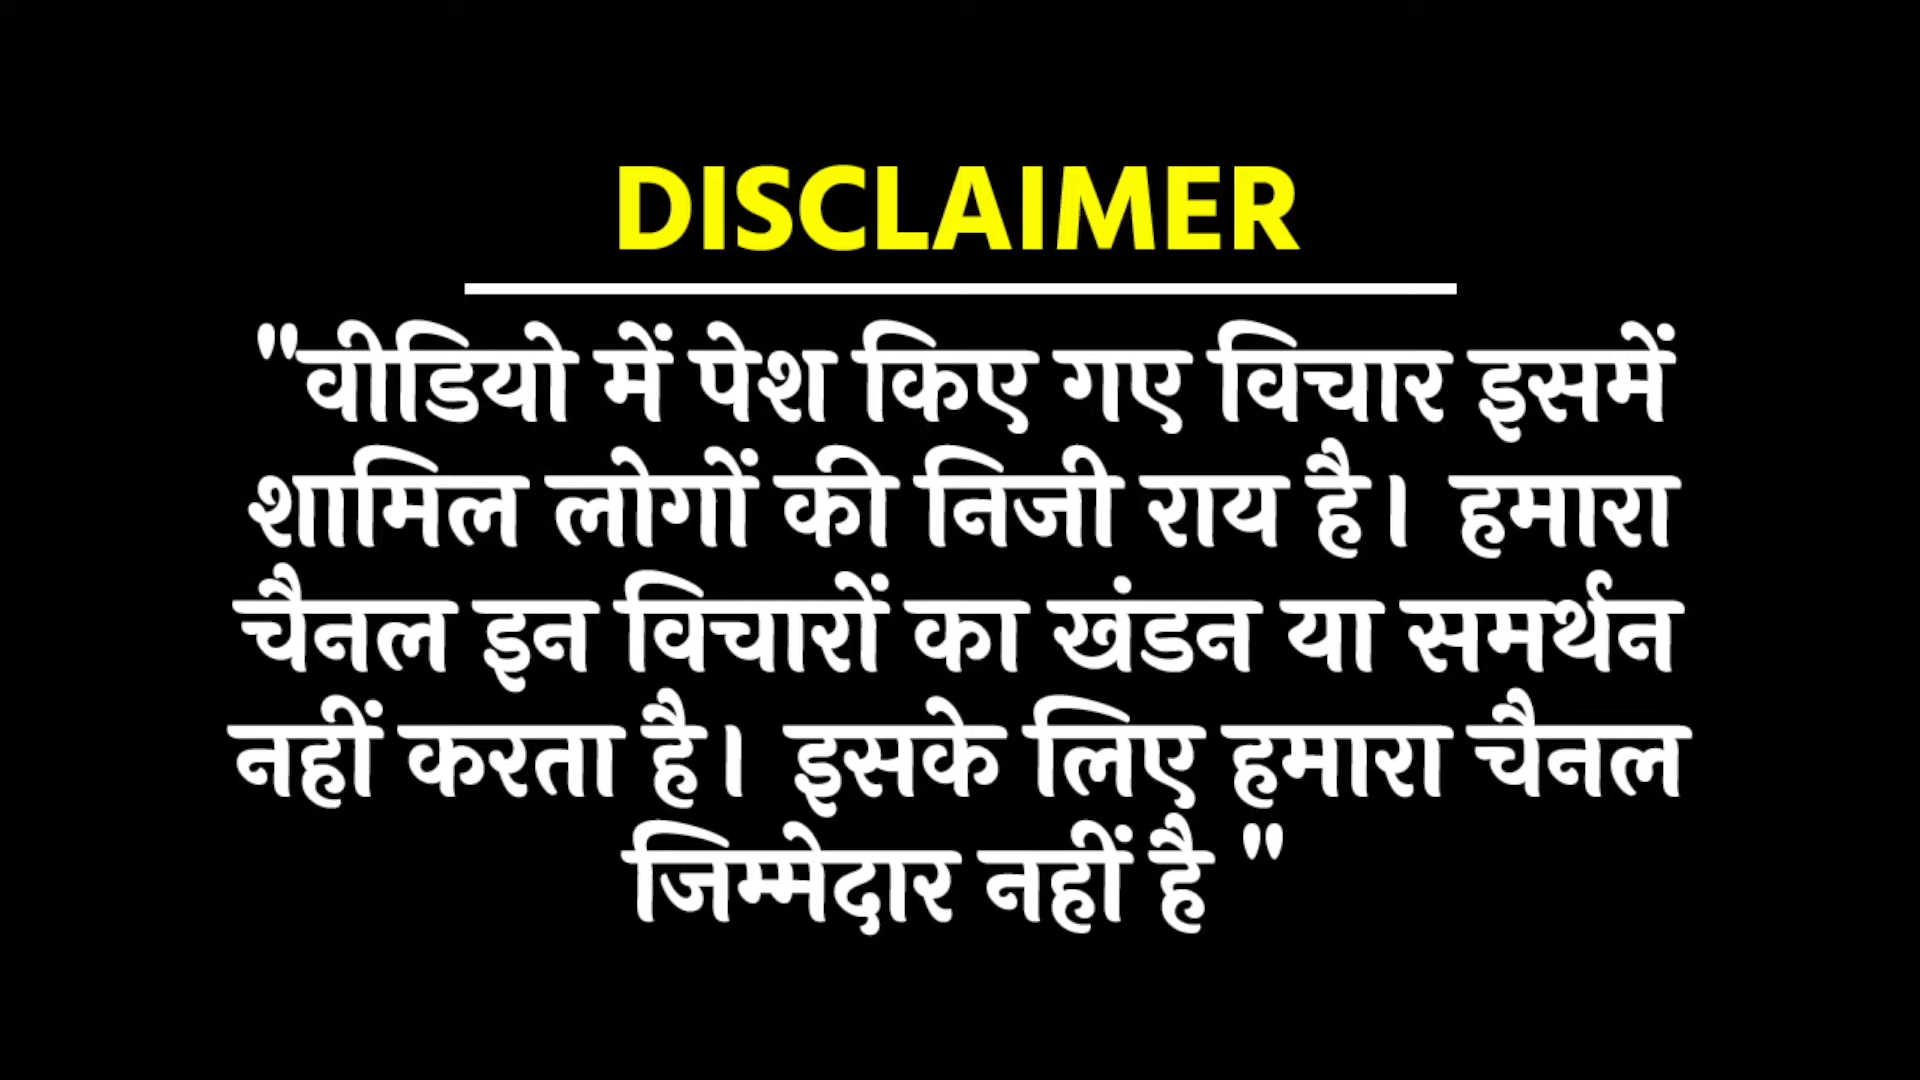 DISCLAIMER
"वीडियो में पेश किए गए विचार इसमें
शामिल लोगों की निजी राय है। हमारा
चैनल इन विचारों का खंडन या समर्थन
नहीं करता है। इसके लिए हमारा चैनल
जिम्मेदार नहीं है "